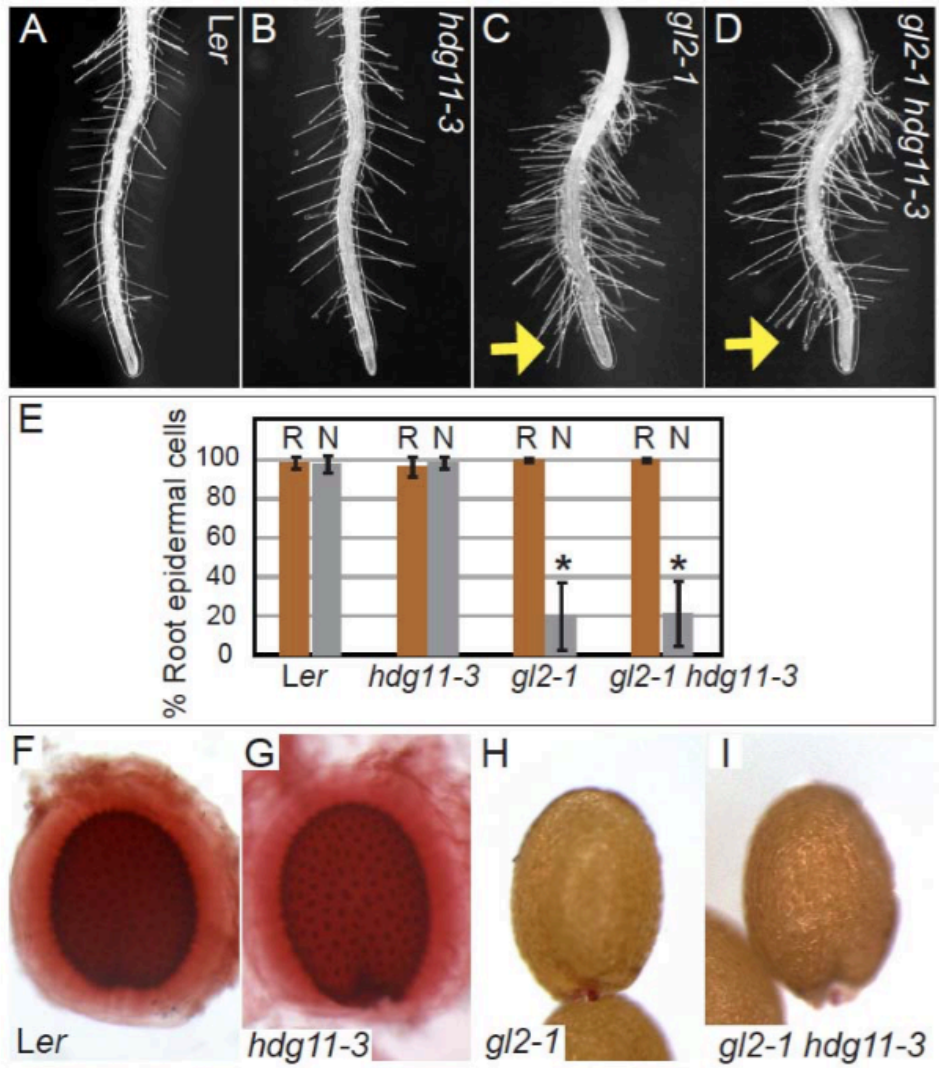 A
Ler
B
hdg11-3
C
gl2-1
D
gl2-1 hdg11-3
E
% Root epidermal cells
100
80
60
40
20
0
R N
R N
R N
R N
*
*
Ler
hdg11-3
gl2-1
gl2-1 hdg11-3
F
Ler
G
hdg11-3
H
gl2-1
I
gl2-1 hdg11-3